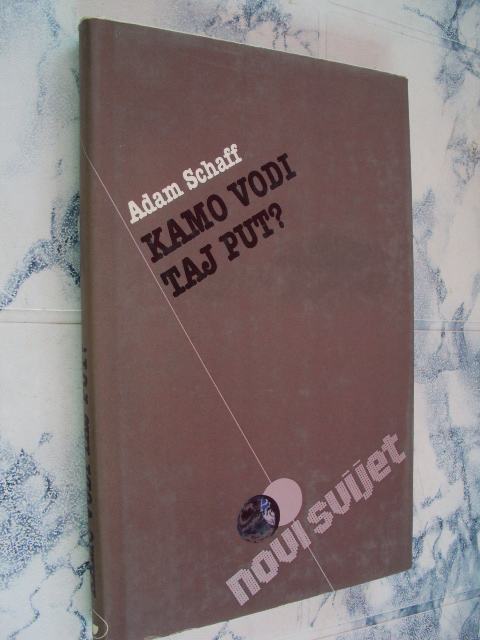 Adam Schaff
KAMO VODI
TAJ PUT?
novi svijet